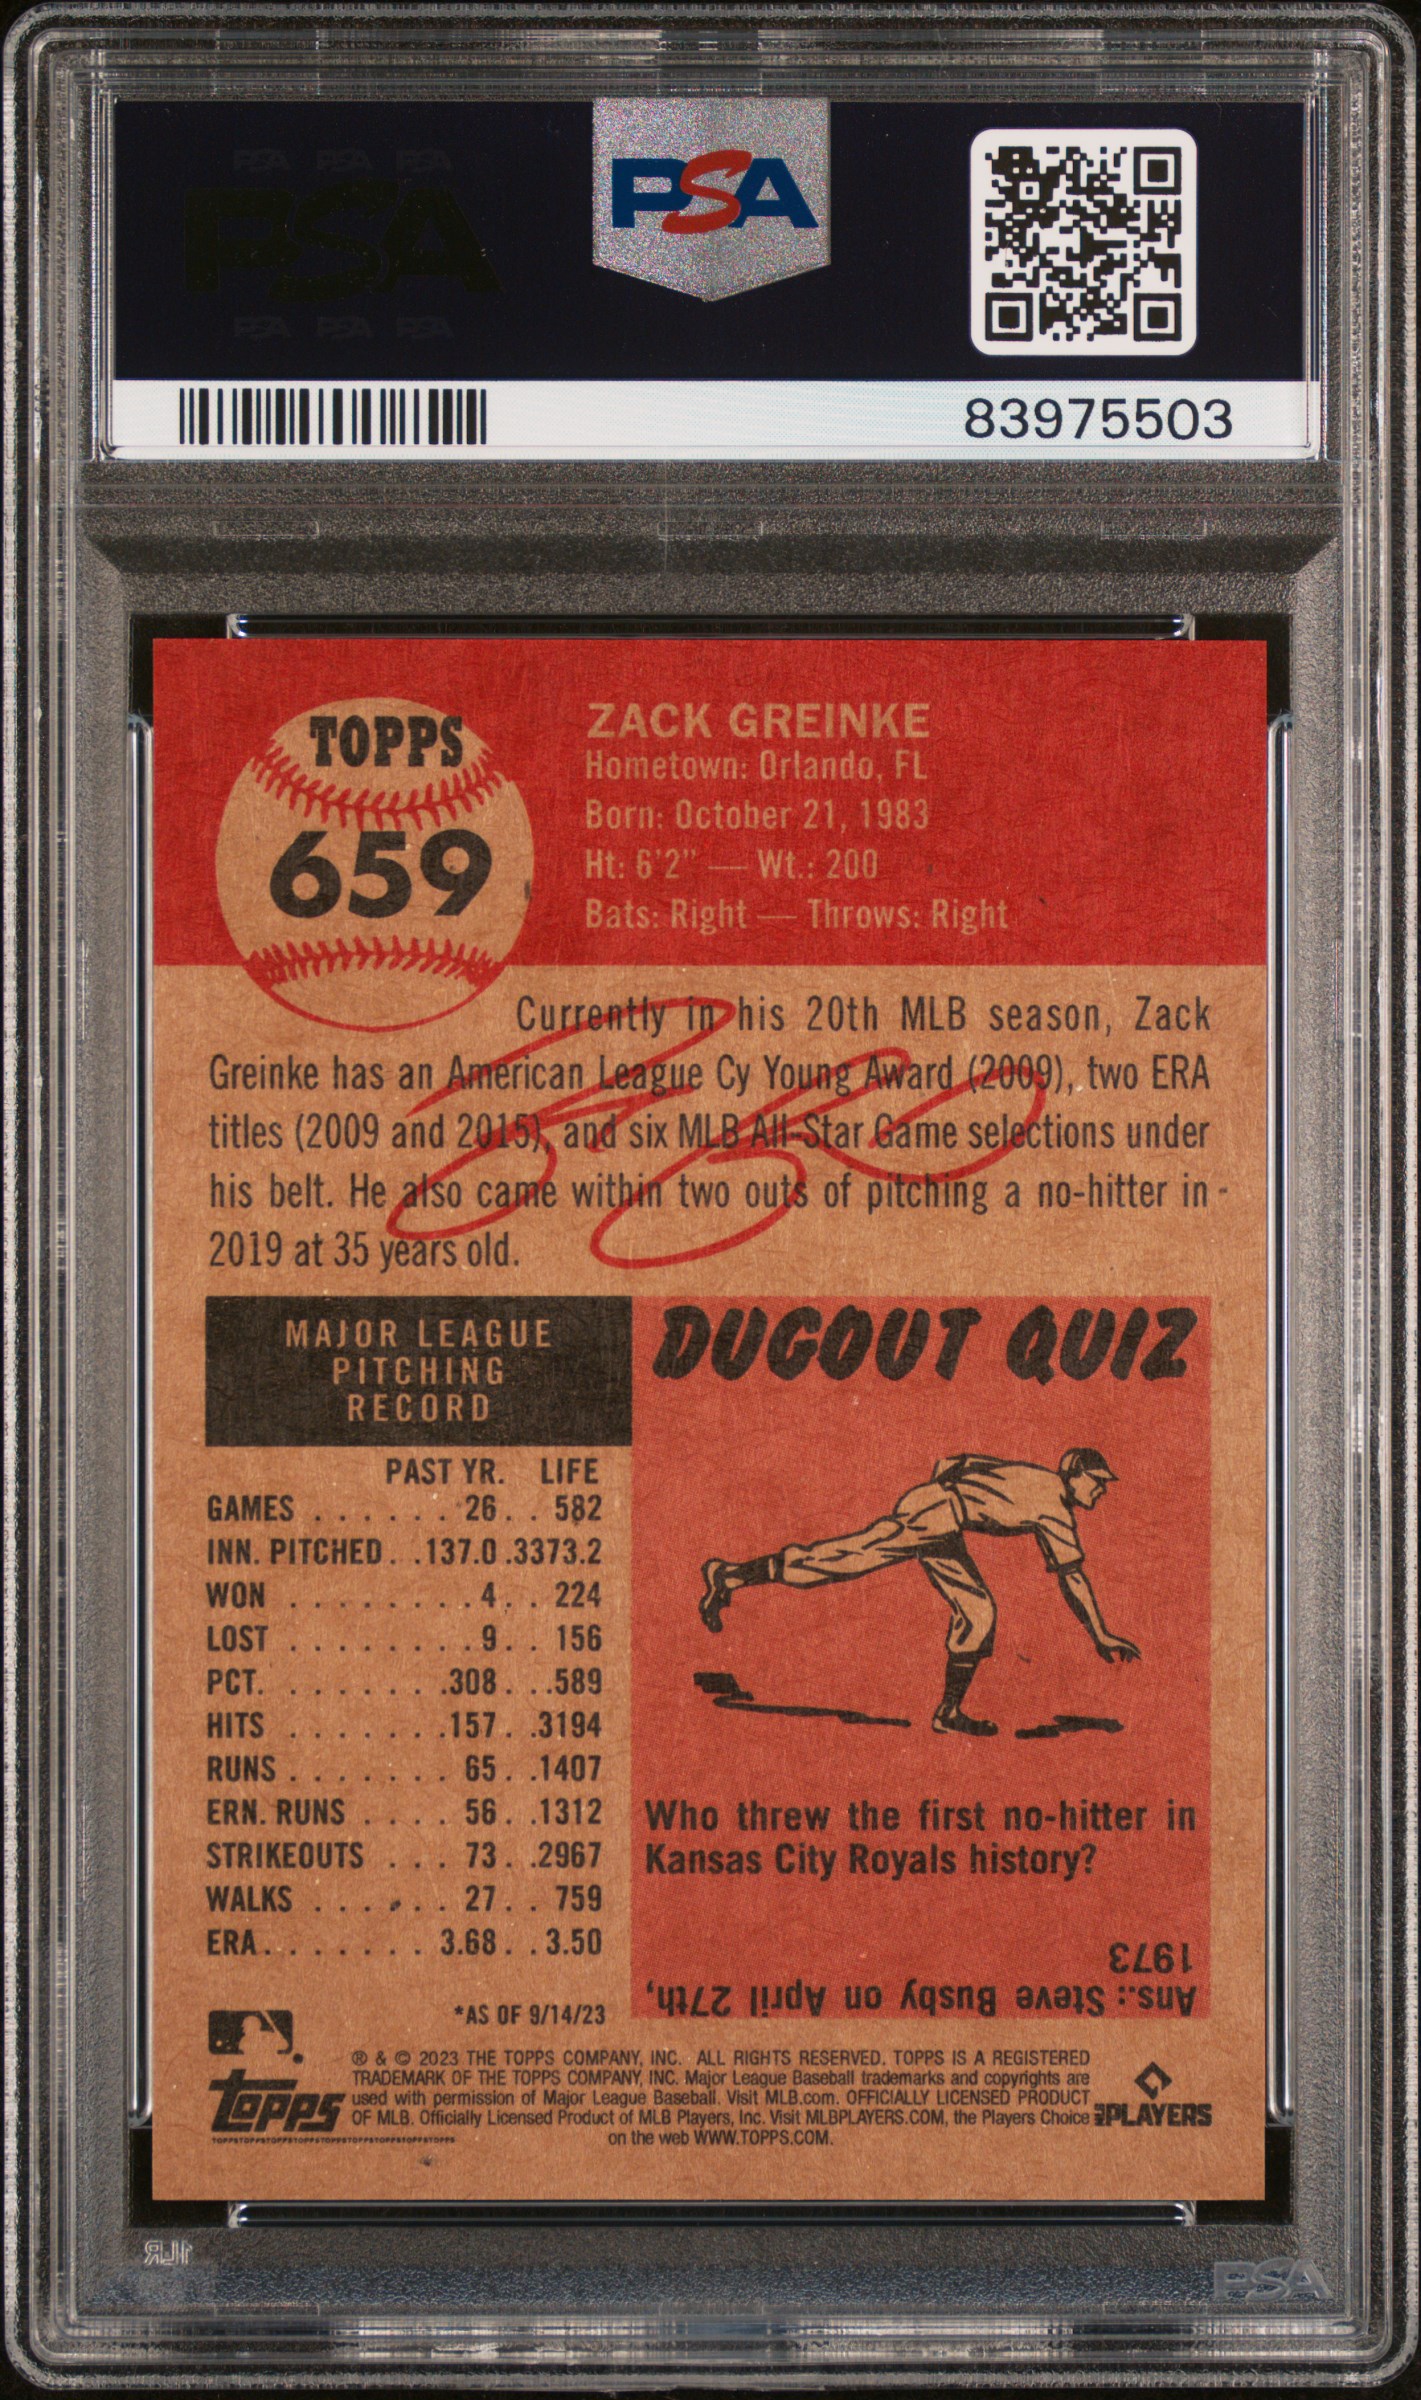 PSA PSA PSA
PSA
PSA PSA PSA
PSA
83975503
TOPPS
659
ZACK GREINKE
Hometown: Orlando, FL
Born: October 21, 1983
Ht: 6'2" — Wt.: 200
Bats: Right — Throws: Right
Currently in his 20th MLB season, Zack
Greinke has an American League Cy Young Award (2009), two ERA
titles (2009 and 2015), and six MLB All-Star Game selections under
his belt. He also came within two outs of pitching a no-hitter in
2019 at 35 years old.
MAJOR LEAGUE
PITCHING
RECORD
PAST YR. LIFE
GAMES . . . . . . 26 . . 582
INN. PITCHED . . 137.0 . 3373.2
WON . . . . . . . . 4 . . 224
LOST . . . . . . . . 9 . . 156
PCT. . . . . . . . .308 . . .589
HITS . . . . . . . 157 . . 3194
RUNS . . . . . . . 65 . . 1407
ERN. RUNS . . . . 56 . . 1312
STRIKEOUTS . . . 73 . . 2967
WALKS . . . . . . 27 . . 759
ERA . . . . . . . 3.68 . . 3.50
*AS OF 9/14/23
DUGOUT QUIZ
Who threw the first no-hitter in
Kansas City Royals history?
Ans.: Steve Busby on April 27th,
1973
® & © 2023 THE TOPPS COMPANY, INC. ALL RIGHTS RESERVED. TOPPS IS A REGISTERED
TRADEMARK OF THE TOPPS COMPANY, INC. Major League Baseball trademarks and copyrights are
used with permission of Major League Baseball. Visit MLB.com. OFFICIALLY LICENSED PRODUCT
OF MLB. Officially Licensed Product of MLB Players, Inc. Visit MLBPLAYERS.COM, the Players Choice
on the web WWW.TOPPS.COM.
topps
TOPPSTOPPSTOPPSTOPPSTOPPSTOPPSTOPPSTOPPS
PLAYERS
PSA